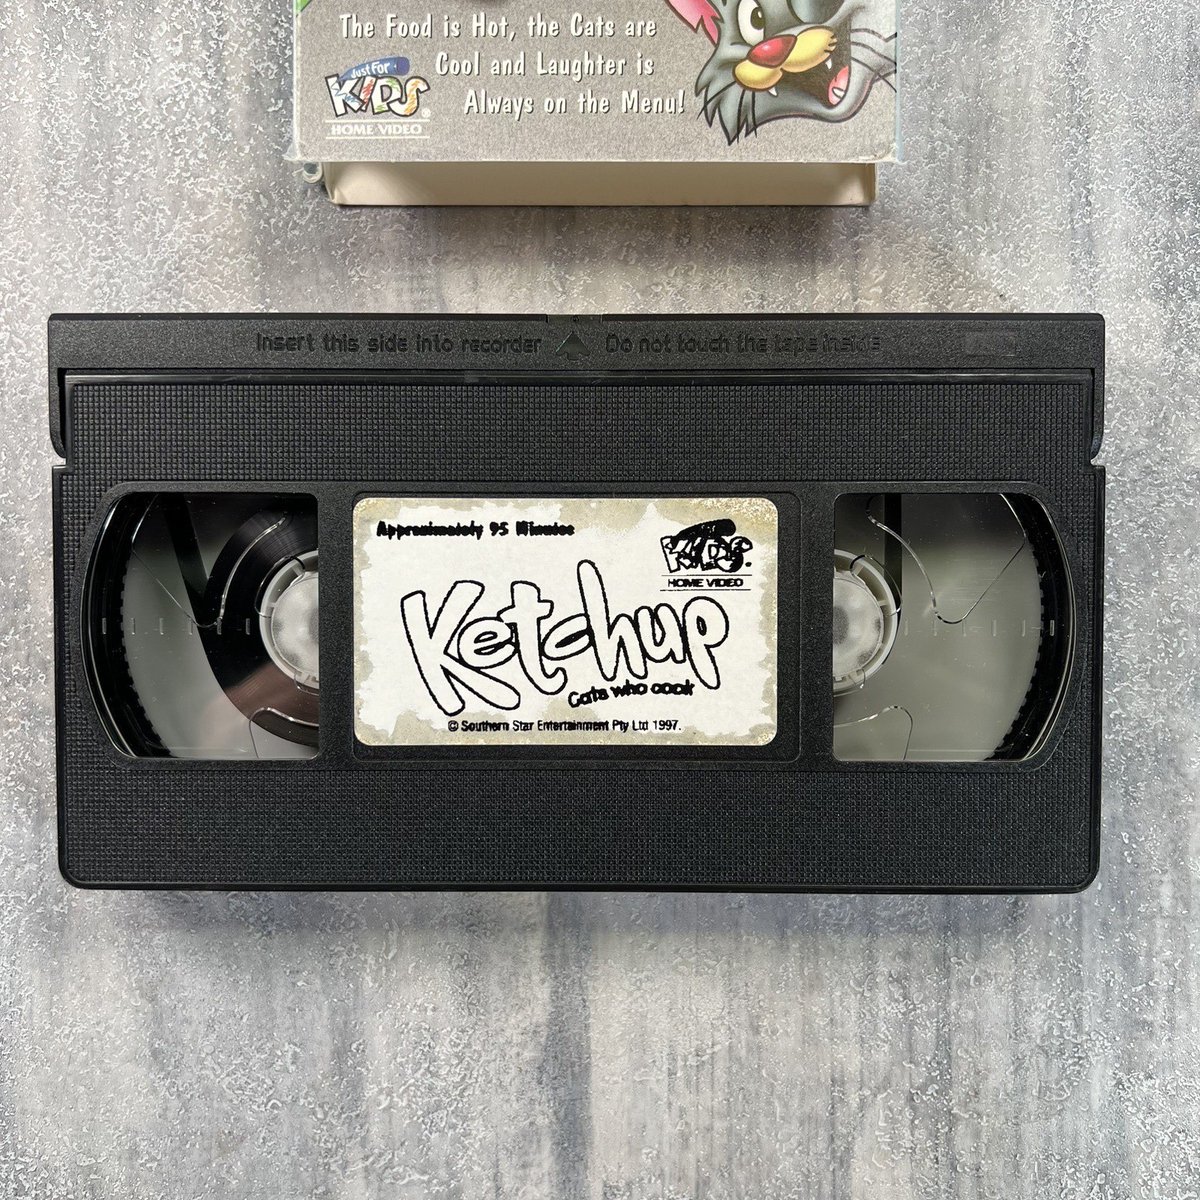 The Food is Hot, the Cats are
Cool and Laughter is
Always on the Menu!
Just For
KIDS®
HOME VIDEO
Insert this side into recorder Do not touch the tape inside
Approximately 95 Minutes
KIDS.
HOME VIDEO
Ketchup
Cats who cook
© Southern Star Entertainment Pty Ltd 1997.